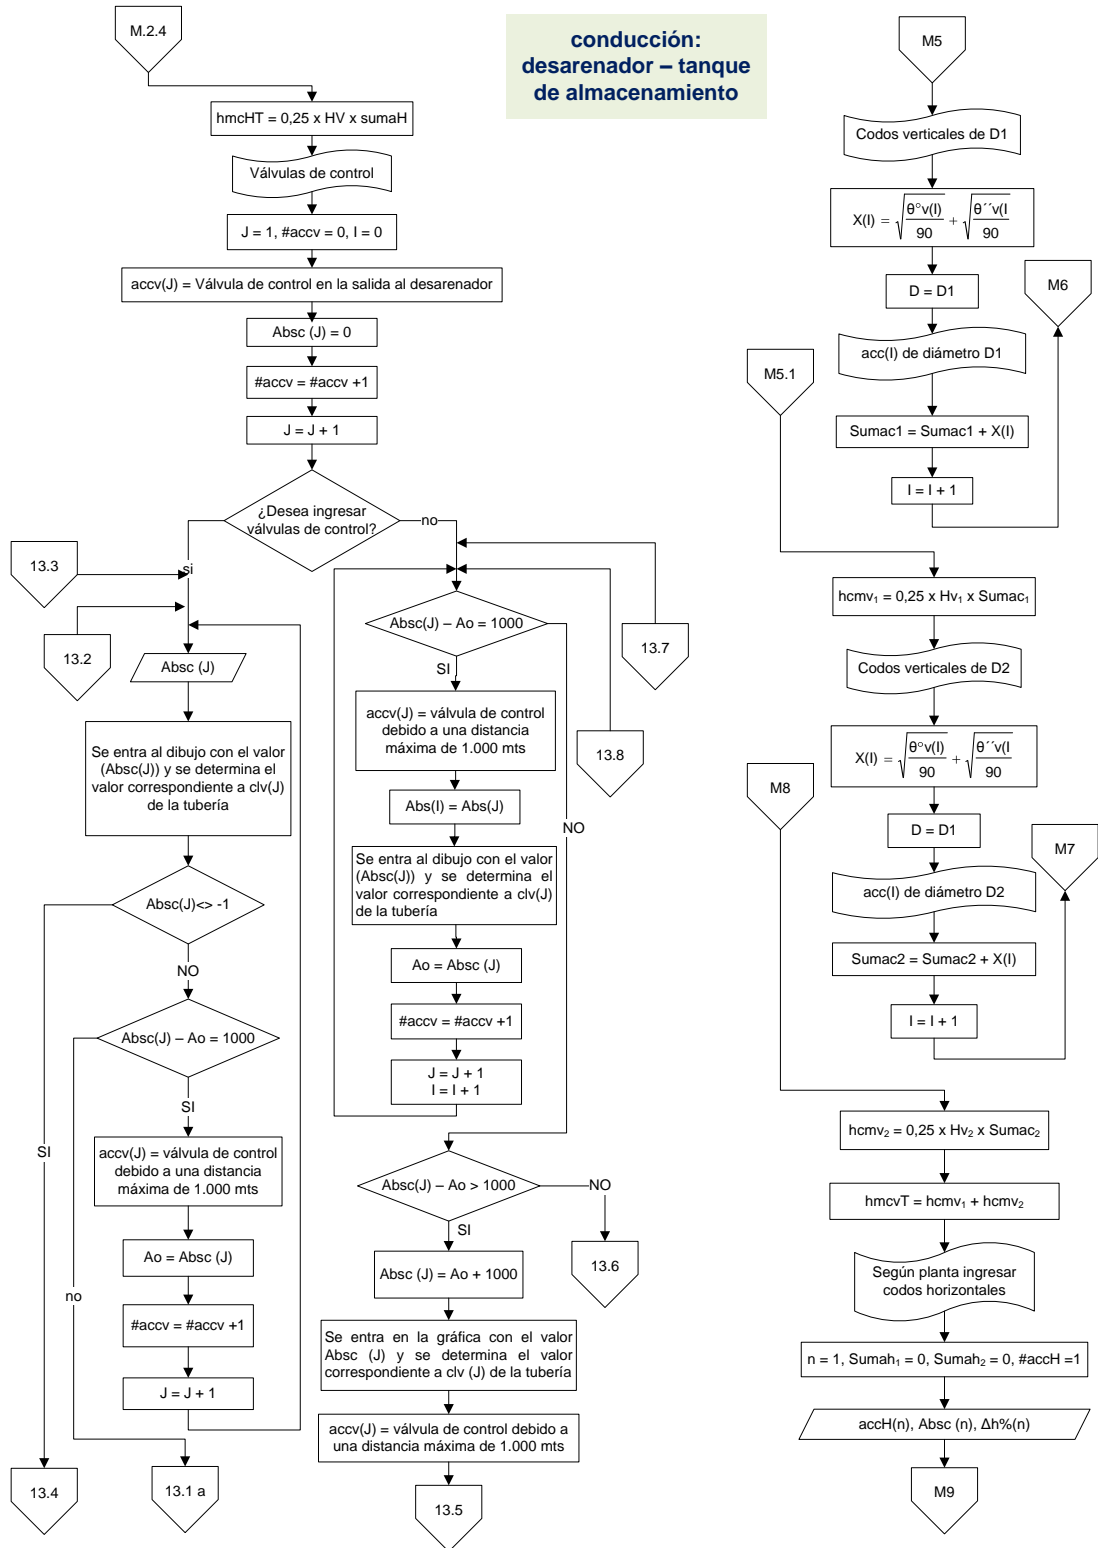 M.2.4
conducción:
desarenador – tanque
de almacenamiento
hmcHT = 0,25 x HV x sumaH
Válvulas de control
J = 1, #accv = 0, I = 0
accv(J) = Válvula de control en la salida al desarenador
Absc (J) = 0
#accv = #accv +1
J = J + 1
¿Desea ingresar
válvulas de control?
no
si
13.3
13.2
Absc (J)
Se entra al dibujo con el valor
(Absc(J)) y se determina el
valor correspondiente a clv(J)
de la tubería
Absc(J)<> -1
NO
SI
Absc(J) – Ao = 1000
SI
no
accv(J) = válvula de control
debido a una distancia
máxima de 1.000 mts
Ao = Absc (J)
#accv = #accv +1
J = J + 1
13.4
13.1 a
Absc(J) – Ao = 1000
SI
NO
13.7
13.8
accv(J) = válvula de control
debido a una distancia
máxima de 1.000 mts
Abs(I) = Abs(J)
Se entra al dibujo con el valor
(Absc(J)) y se determina el
valor correspondiente a clv(J)
de la tubería
Ao = Absc (J)
#accv = #accv +1
J = J + 1
I = I + 1
Absc(J) – Ao > 1000
NO
SI
13.6
Absc (J) = Ao + 1000
Se entra en la gráfica con el valor
Absc (J) y se determina el valor
correspondiente a clv (J) de la tubería
accv(J) = válvula de control debido a
una distancia máxima de 1.000 mts
13.5
M5
Codos verticales de D1
X(I) = √(θ°v(I)/90) + √(θ´´v(I/90)
D = D1
M6
acc(I) de diámetro D1
M5.1
Sumac1 = Sumac1 + X(I)
I = I + 1
hcmv₁ = 0,25 x Hv₁ x Sumac₁
Codos verticales de D2
X(I) = √(θ°v(I)/90) + √(θ´´v(I/90)
M8
D = D1
M7
acc(I) de diámetro D2
Sumac2 = Sumac2 + X(I)
I = I + 1
hcmv₂ = 0,25 x Hv₂ x Sumac₂
hmcvT = hcmv₁ + hcmv₂
Según planta ingresar
codos horizontales
n = 1, Sumah₁ = 0, Sumah₂ = 0, #accH =1
accH(n), Absc (n), Δh%(n)
M9